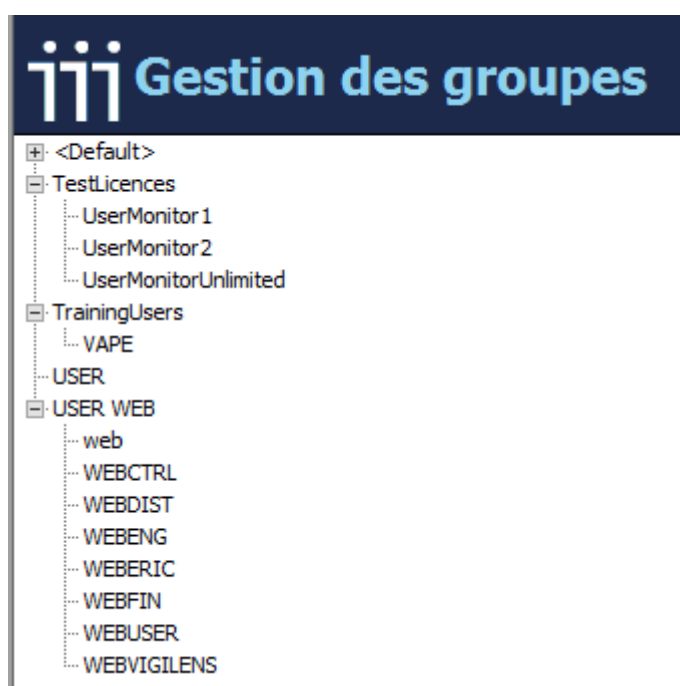 Gestion des groupes
<Default>
TestLicences
UserMonitor1
UserMonitor2
UserMonitorUnlimited
TrainingUsers
VAPE
USER
USER WEB
web
WEBCTRL
WEBDIST
WEBENG
WEBERIC
WEBFIN
WEBUSER
WEBVIGILENS